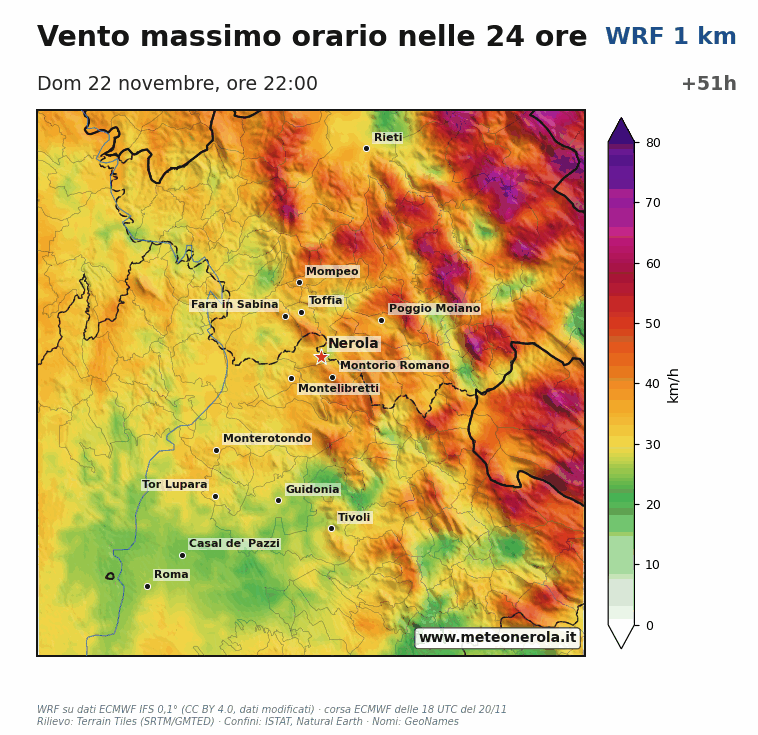 Vento massimo orario nelle 24 ore WRF 1 km
Dom 22 novembre, ore 22:00 +51h
Rieti
Mompeo
Fara in Sabina
Toffia
Poggio Moiano
Nerola
Montorio Romano
Montelibretti
Monterotondo
Tor Lupara
Guidonia
Tivoli
Casal de' Pazzi
Roma
www.meteonerola.it
80
70
60
50
40
30
20
10
0
km/h
WRF su dati ECMWF IFS 0,1° (CC BY 4.0, dati modificati) · corsa ECMWF delle 18 UTC del 20/11
Rilievo: Terrain Tiles (SRTM/GMTED) · Confini: ISTAT, Natural Earth · Nomi: GeoNames